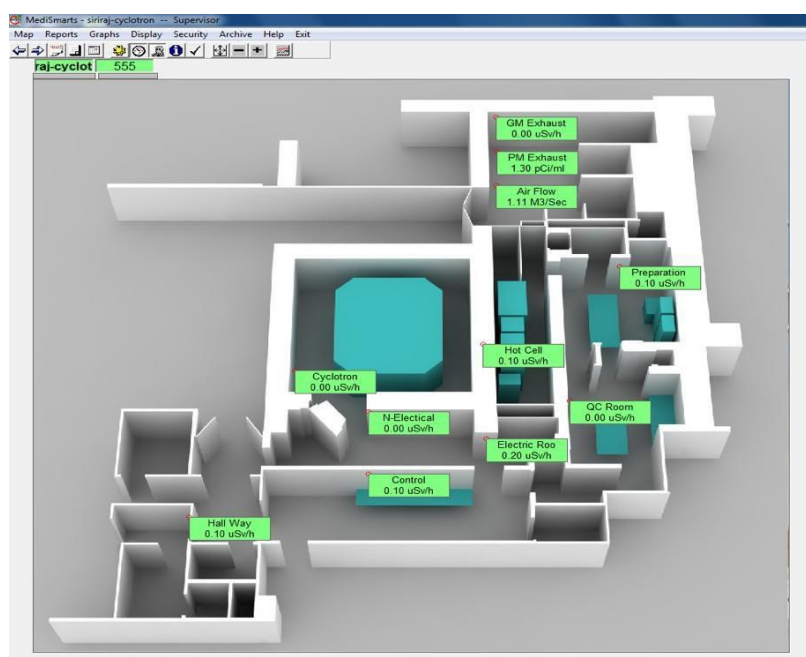 MediSmarts - siriraj-cyclotron -- Supervisor
Map Reports Graphs Display Security Archive Help Exit
raj-cyclot 555
GM Exhaust
0.00 uSv/h
PM Exhaust
1.30 pCi/ml
Air Flow
1.11 M3/Sec
Preparation
0.10 uSv/h
Hot Cell
0.10 uSv/h
Cyclotron
0.00 uSv/h
QC Room
0.00 uSv/h
N-Electical
0.00 uSv/h
Electric Roo
0.20 uSv/h
Control
0.10 uSv/h
Hall Way
0.10 uSv/h